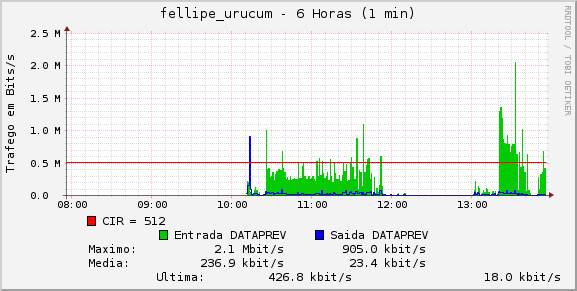 fellipe_urucum - 6 Horas (1 min)
RRDTOOL / TOBI OETIKER
Trafego em Bits/s
2.5 M
2.0 M
1.5 M
1.0 M
0.5 M
0.0
08:00 09:00 10:00 11:00 12:00 13:00
CIR = 512
Entrada DATAPREV Saida DATAPREV
Maximo: 2.1 Mbit/s 905.0 kbit/s
Media: 236.9 kbit/s 23.4 kbit/s
Ultima: 426.8 kbit/s 18.0 kbit/s